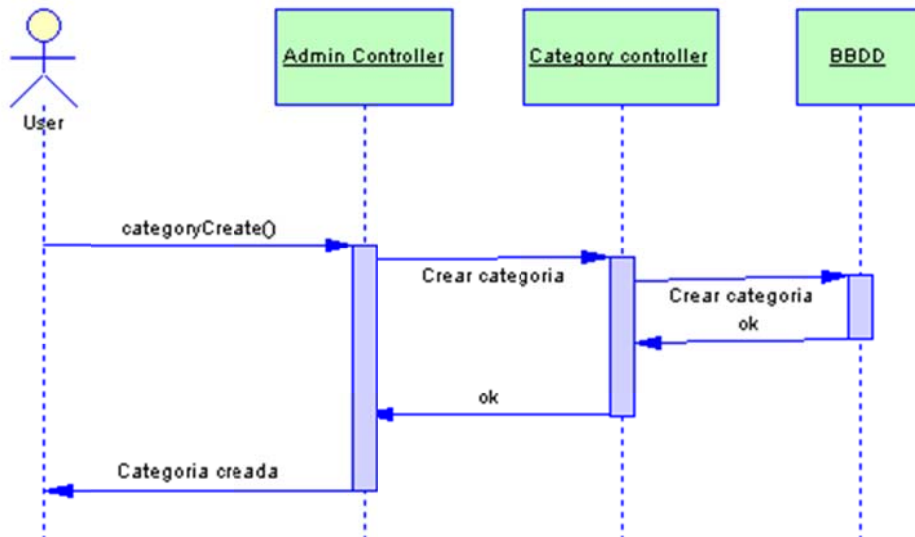 User
Admin Controller
Category controller
BBDD
categoryCreate()
Crear categoria
Crear categoria
ok
ok
Categoria creada